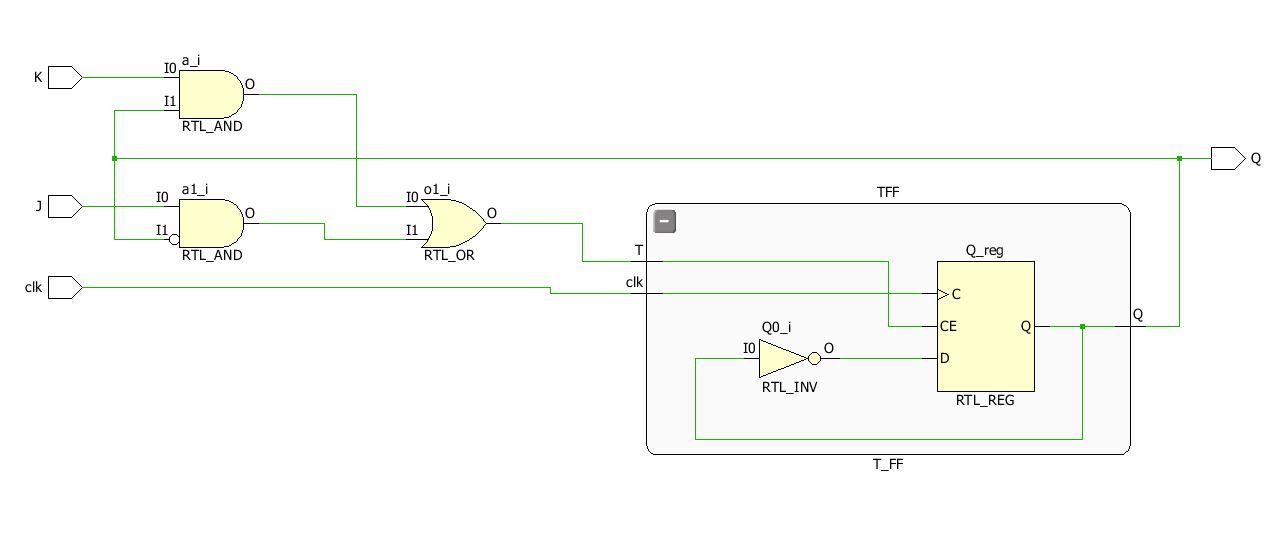 a_i
K
I0
O
I1
RTL_AND
Q
a1_i
o1_i
TFF
J
I0
I0
O
O
I1
I1
RTL_AND
RTL_OR
T
Q_reg
clk
clk
C
Q
Q0_i
CE
Q
I0
O
D
RTL_INV
RTL_REG
T_FF